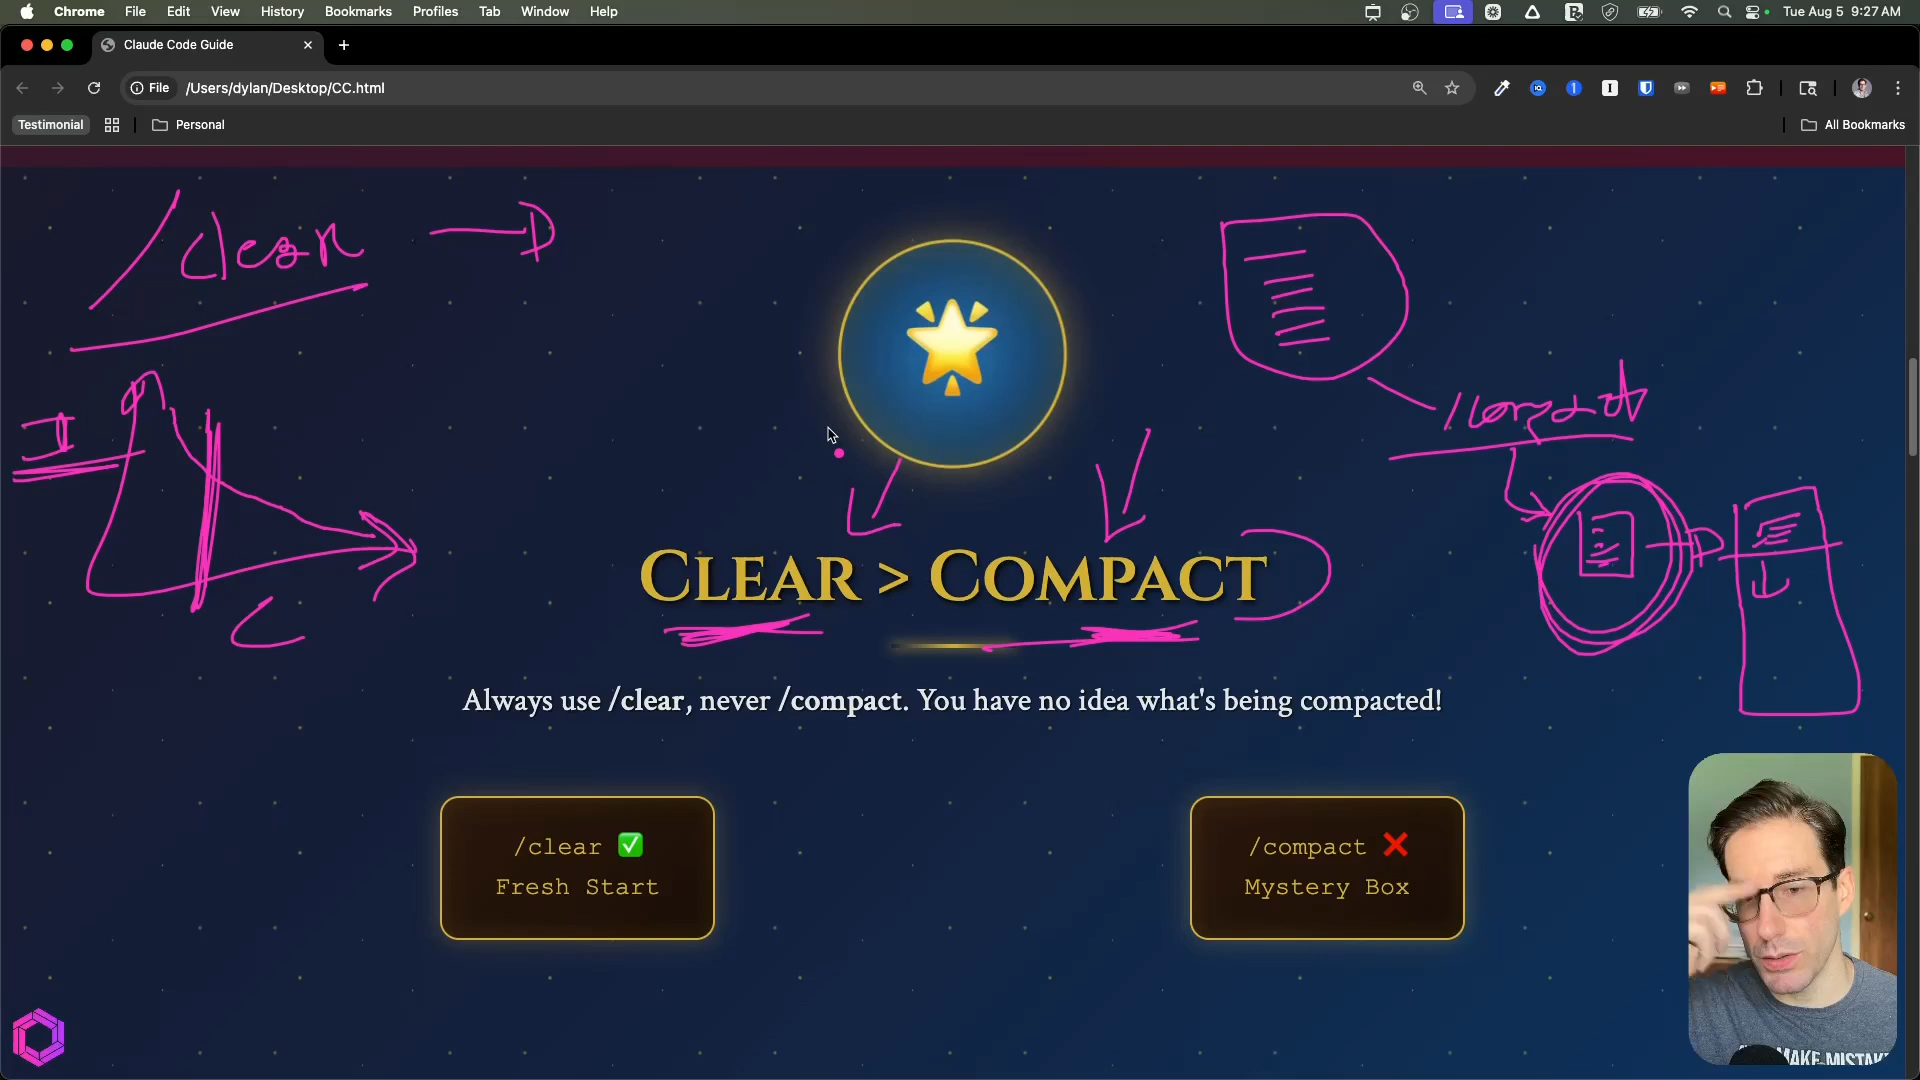 Chrome File Edit View History Bookmarks Profiles Tab Window Help Tue Aug 5 9:27 AM
Claude Code Guide
File /Users/dylan/Desktop/CC.html
Testimonial Personal All Bookmarks
/clear
/compact
I
C
CLEAR > COMPACT
Always use /clear, never /compact. You have no idea what's being compacted!
/clear ✅
Fresh Start
/compact ❌
Mystery Box
MAKE MISTAKE